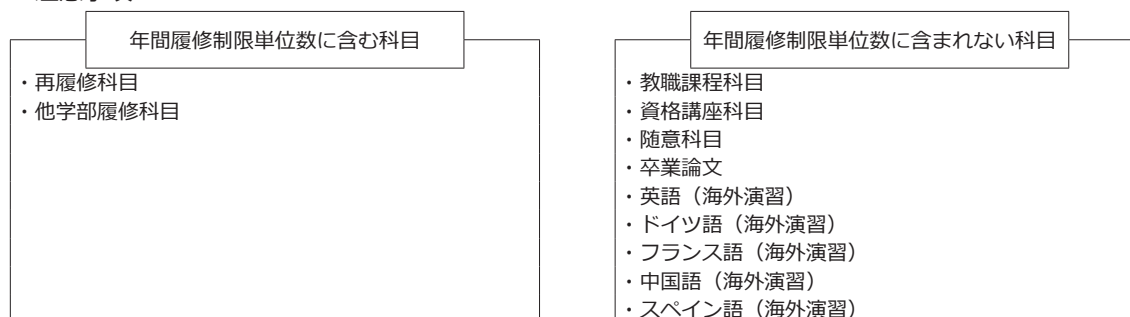 年間履修制限単位数に含む科目
・再履修科目
・他学部履修科目
年間履修制限単位数に含まれない科目
・教職課程科目
・資格講座科目
・随意科目
・卒業論文
・英語（海外演習）
・ドイツ語（海外演習）
・フランス語（海外演習）
・中国語（海外演習）
・スペイン語（海外演習）